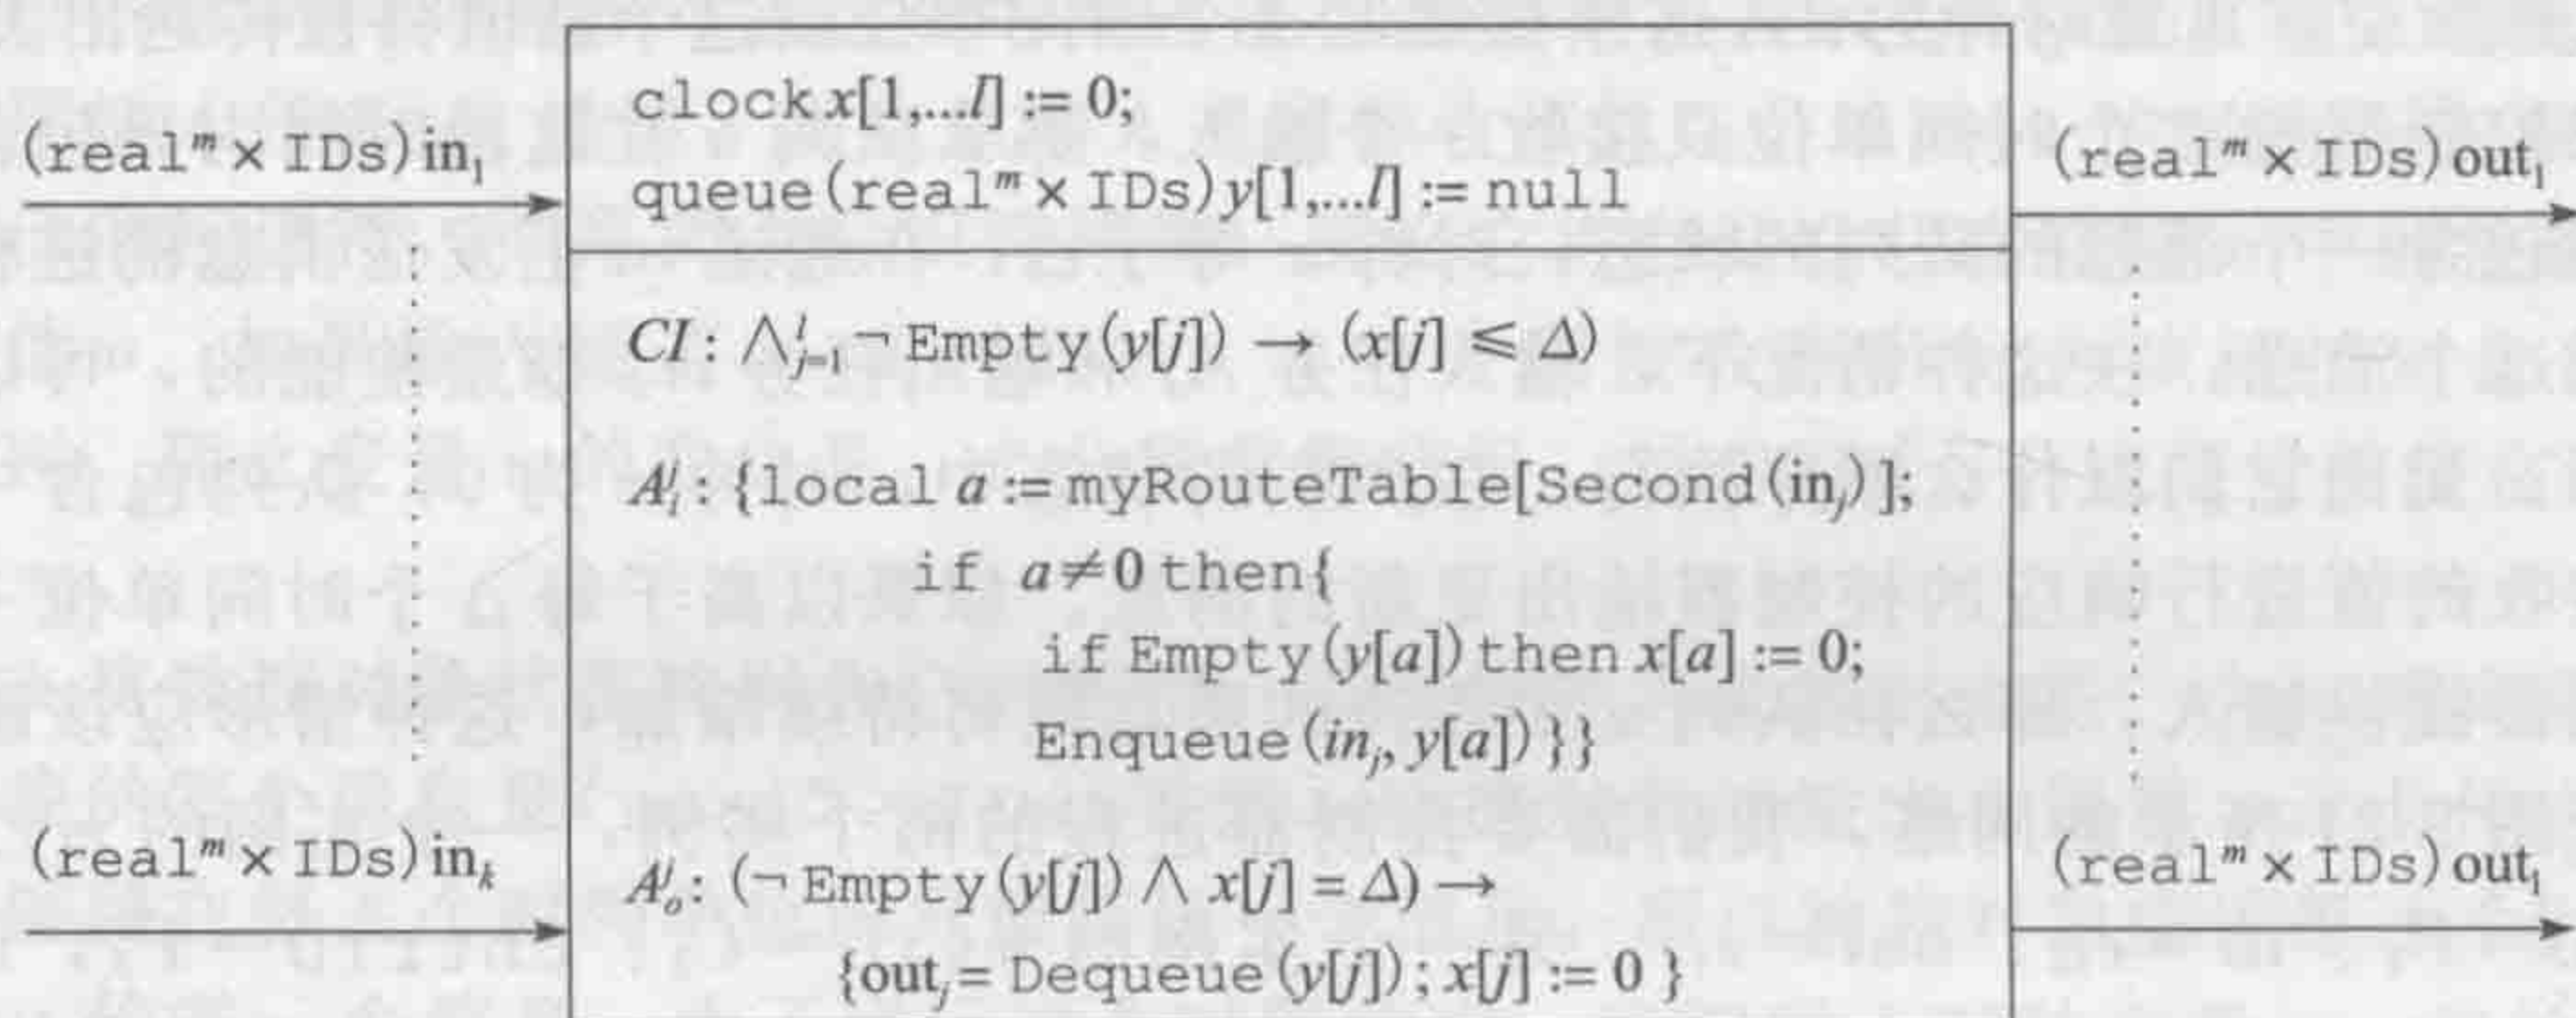 (realᵐ × IDs) in₁
clock x[1,...l] := 0;
queue(realᵐ × IDs) y[1,...l] := null
(realᵐ × IDs) out₁
CI: ∧ˡⱼ₌₁ ¬ Empty(y[j]) → (x[j] ⩽ Δ)
Aʲᵢ: {local a := myRouteTable[Second(inⱼ)];
if a≠0 then{
if Empty(y[a]) then x[a] := 0;
Enqueue(inⱼ, y[a])}}
(realᵐ × IDs) inₖ
Aʲₒ: (¬ Empty(y[j]) ∧ x[j] = Δ) →
{outⱼ = Dequeue(y[j]); x[j] := 0 }
(realᵐ × IDs) outₗ